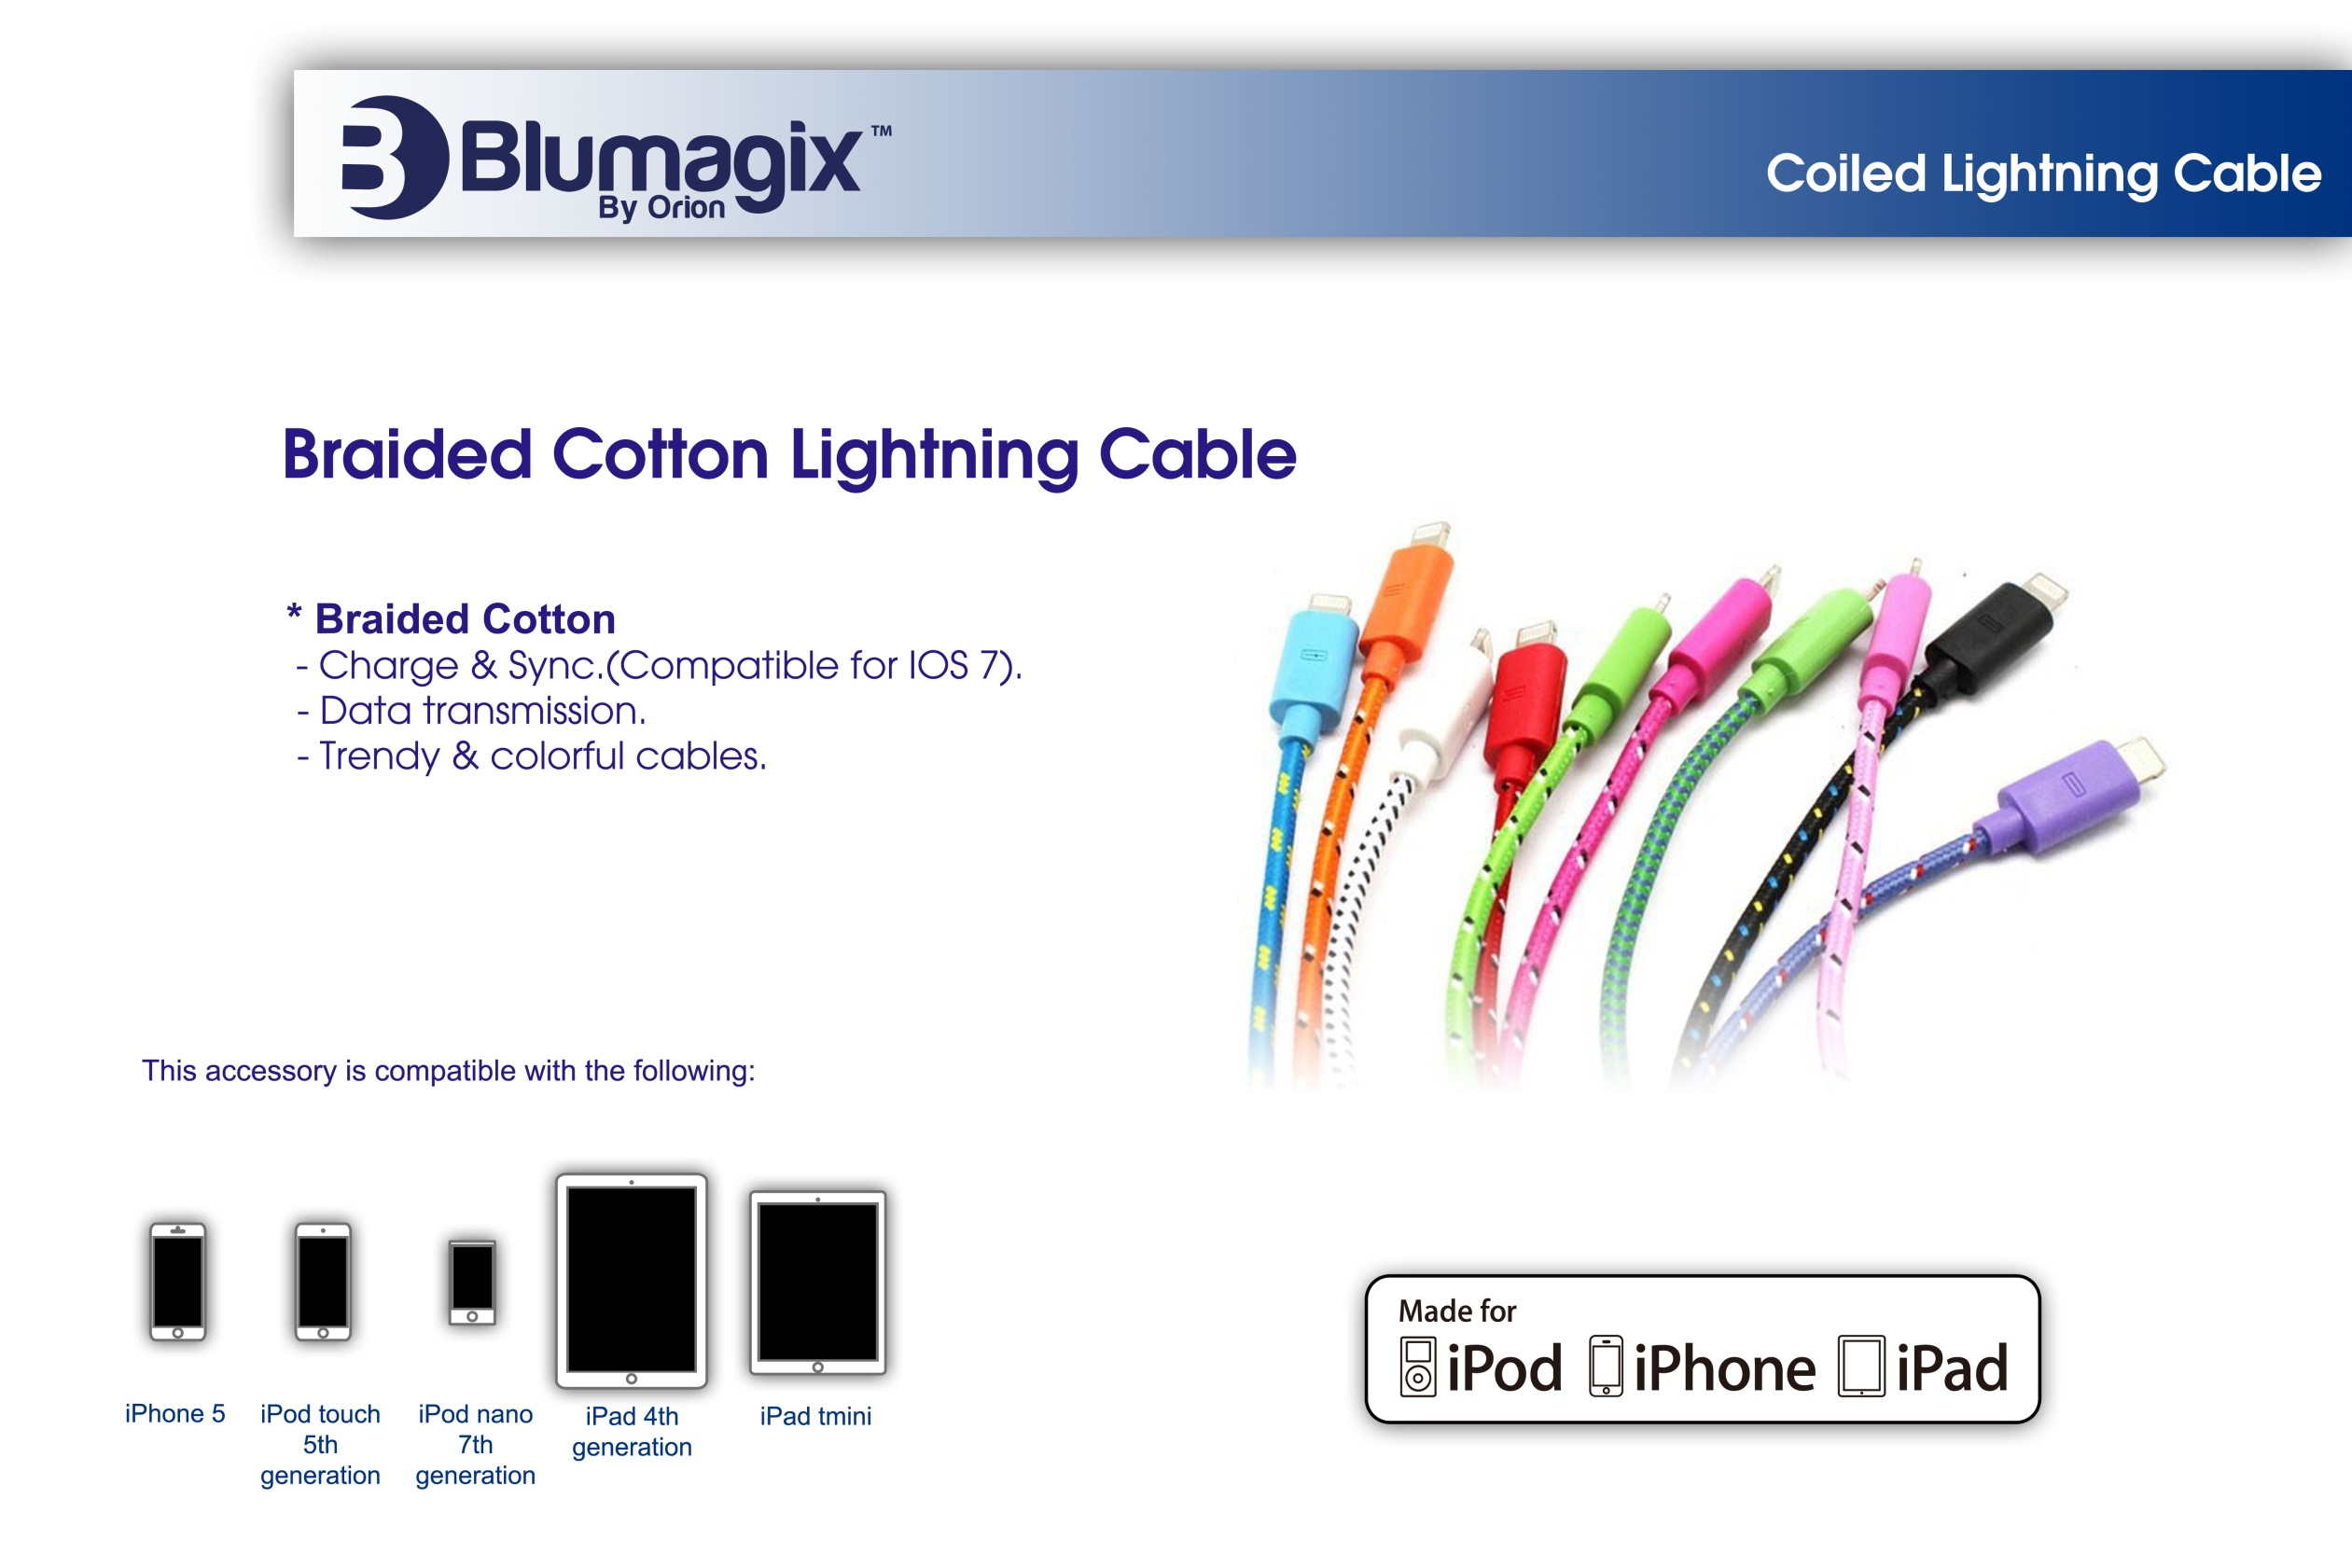 B Blumagix™
By Orion
Coiled Lightning Cable
Braided Cotton Lightning Cable
* Braided Cotton
- Charge & Sync.(Compatible for IOS 7).
- Data transmission.
- Trendy & colorful cables.
This accessory is compatible with the following:
iPhone 5
iPod touch
5th
generation
iPod nano
7th
generation
iPad 4th
generation
iPad tmini
Made for
iPod iPhone iPad